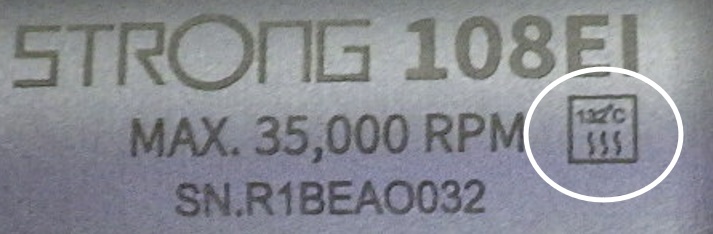 STRONG 108EI
MAX. 35,000 RPM
132°C
SN.R1BEAO032